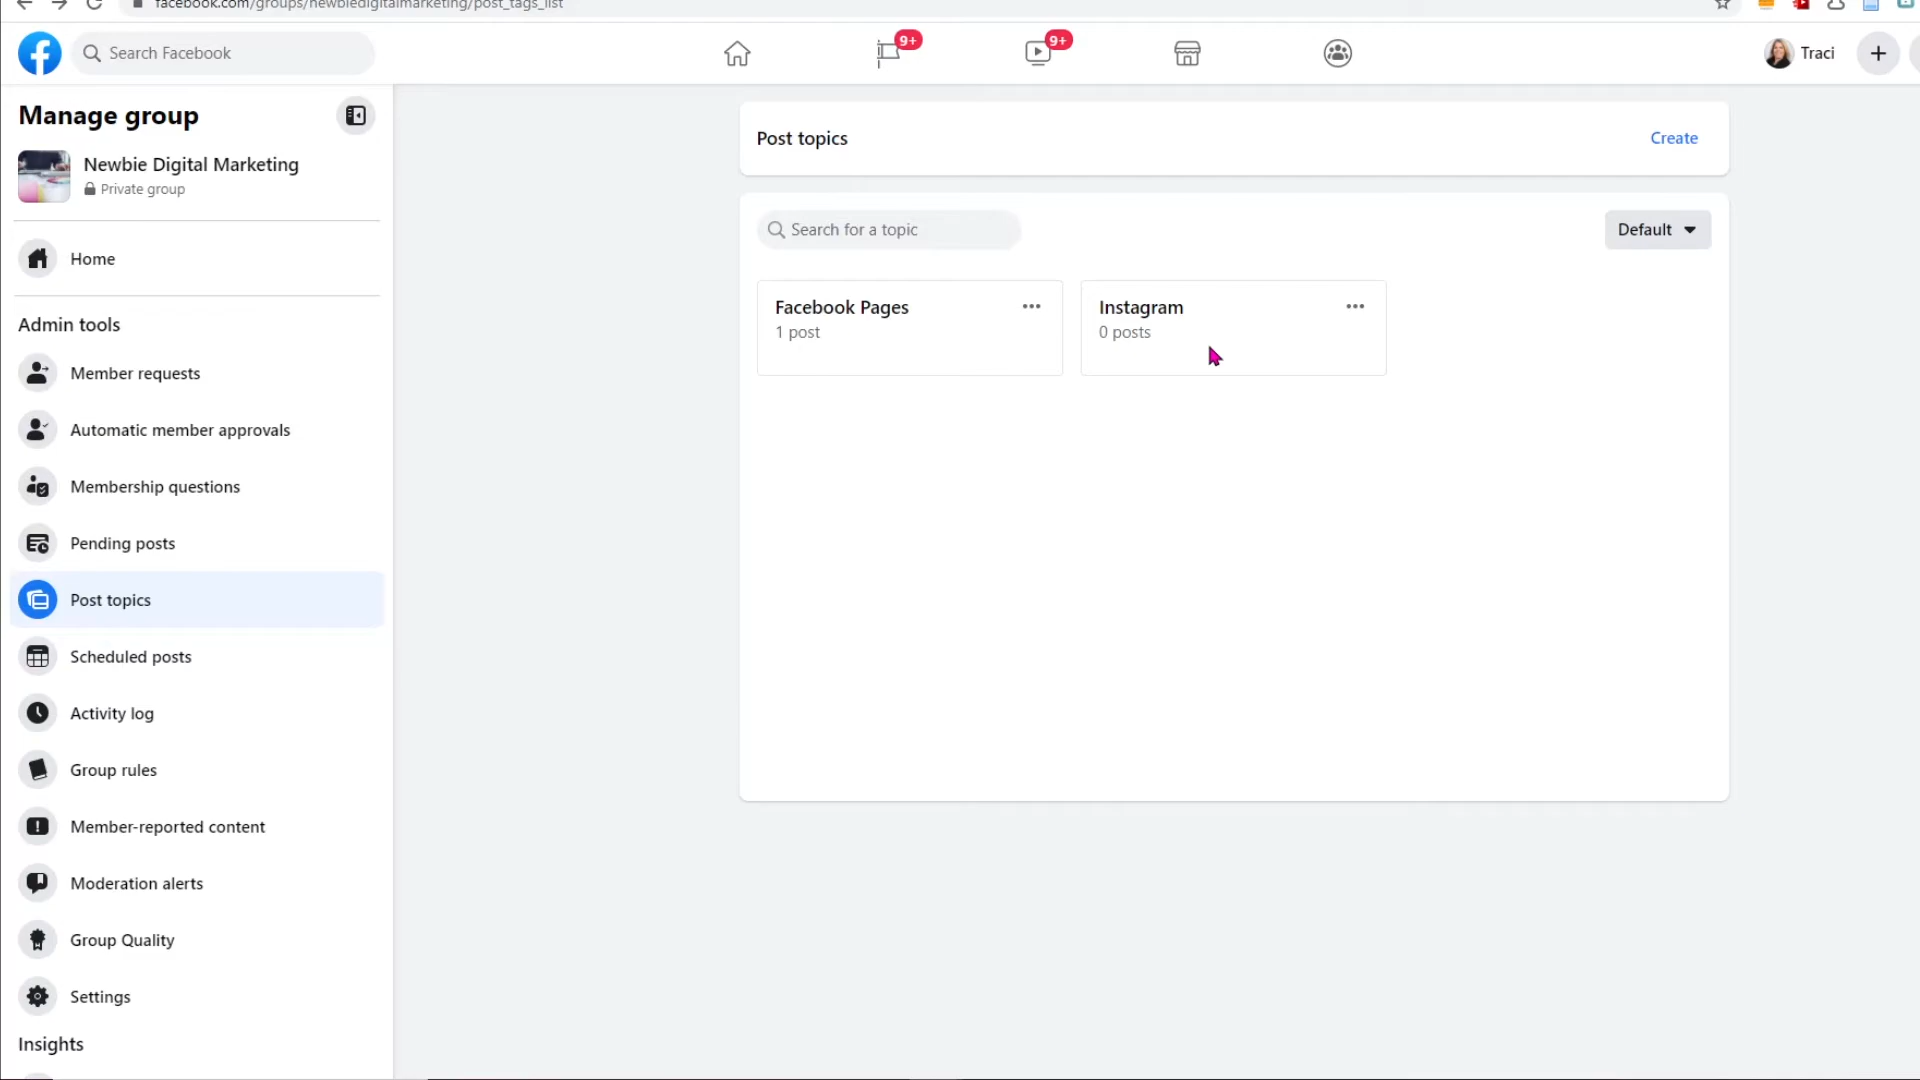 facebook.com/groups/newbiedigitalmarketing/post_tags_list
Search Facebook
9+
9+
Traci
Manage group
Newbie Digital Marketing
Private group
Home
Admin tools
Member requests
Automatic member approvals
Membership questions
Pending posts
Post topics
Scheduled posts
Activity log
Group rules
Member-reported content
Moderation alerts
Group Quality
Settings
Insights
Post topics
Create
Search for a topic
Default
Facebook Pages
1 post
Instagram
0 posts